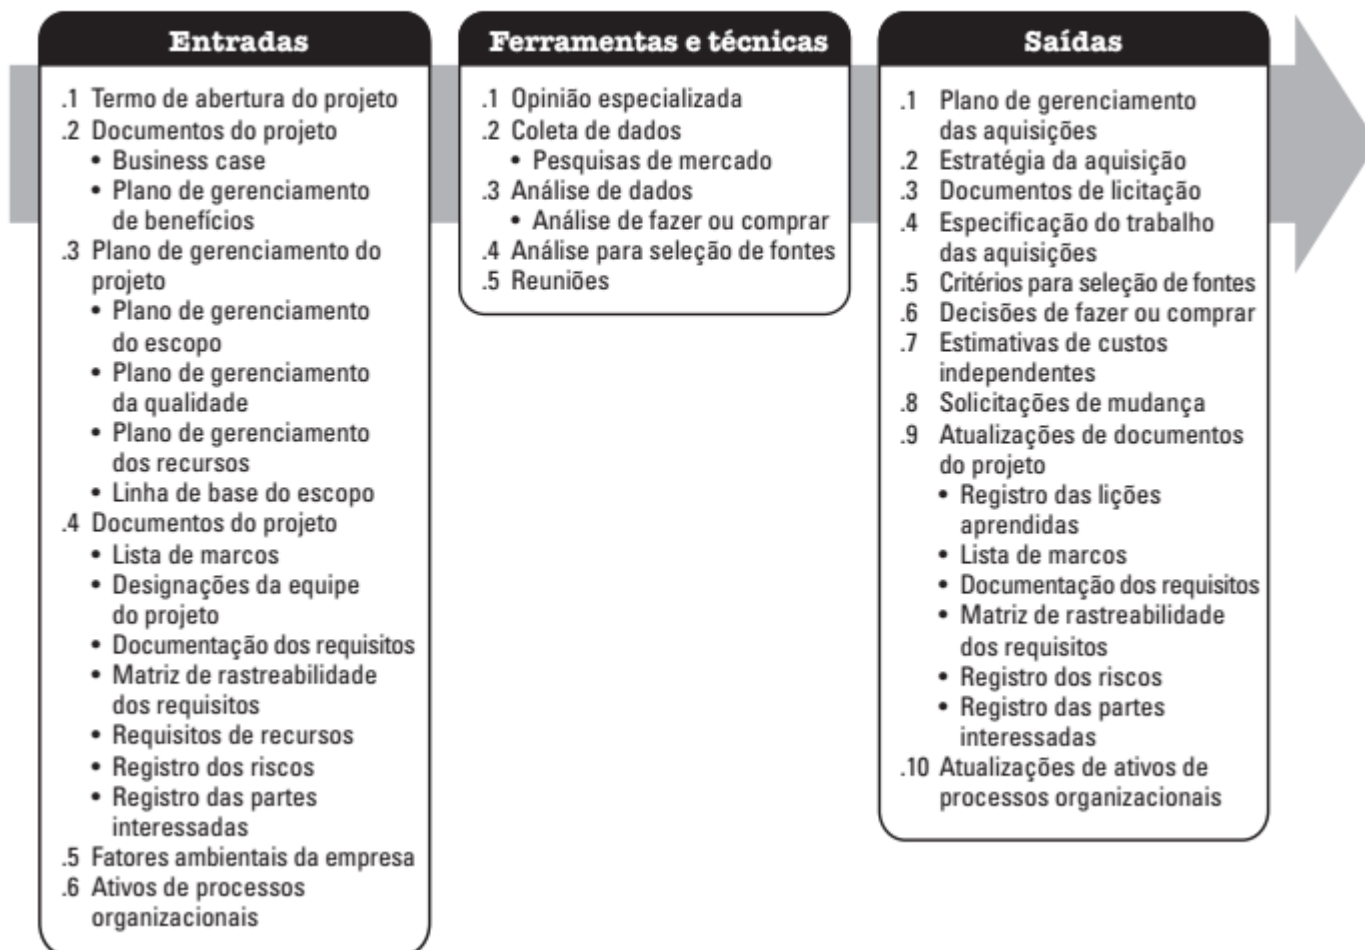 Entradas
.1 Termo de abertura do projeto
.2 Documentos do projeto
• Business case
• Plano de gerenciamento
de benefícios
.3 Plano de gerenciamento do
projeto
• Plano de gerenciamento
do escopo
• Plano de gerenciamento
da qualidade
• Plano de gerenciamento
dos recursos
• Linha de base do escopo
.4 Documentos do projeto
• Lista de marcos
• Designações da equipe
do projeto
• Documentação dos requisitos
• Matriz de rastreabilidade
dos requisitos
• Requisitos de recursos
• Registro dos riscos
• Registro das partes
interessadas
.5 Fatores ambientais da empresa
.6 Ativos de processos
organizacionais
Ferramentas e técnicas
.1 Opinião especializada
.2 Coleta de dados
• Pesquisas de mercado
.3 Análise de dados
• Análise de fazer ou comprar
.4 Análise para seleção de fontes
.5 Reuniões
Saídas
.1 Plano de gerenciamento
das aquisições
.2 Estratégia da aquisição
.3 Documentos de licitação
.4 Especificação do trabalho
das aquisições
.5 Critérios para seleção de fontes
.6 Decisões de fazer ou comprar
.7 Estimativas de custos
independentes
.8 Solicitações de mudança
.9 Atualizações de documentos
do projeto
• Registro das lições
aprendidas
• Lista de marcos
• Documentação dos requisitos
• Matriz de rastreabilidade
dos requisitos
• Registro dos riscos
• Registro das partes
interessadas
.10 Atualizações de ativos de
processos organizacionais